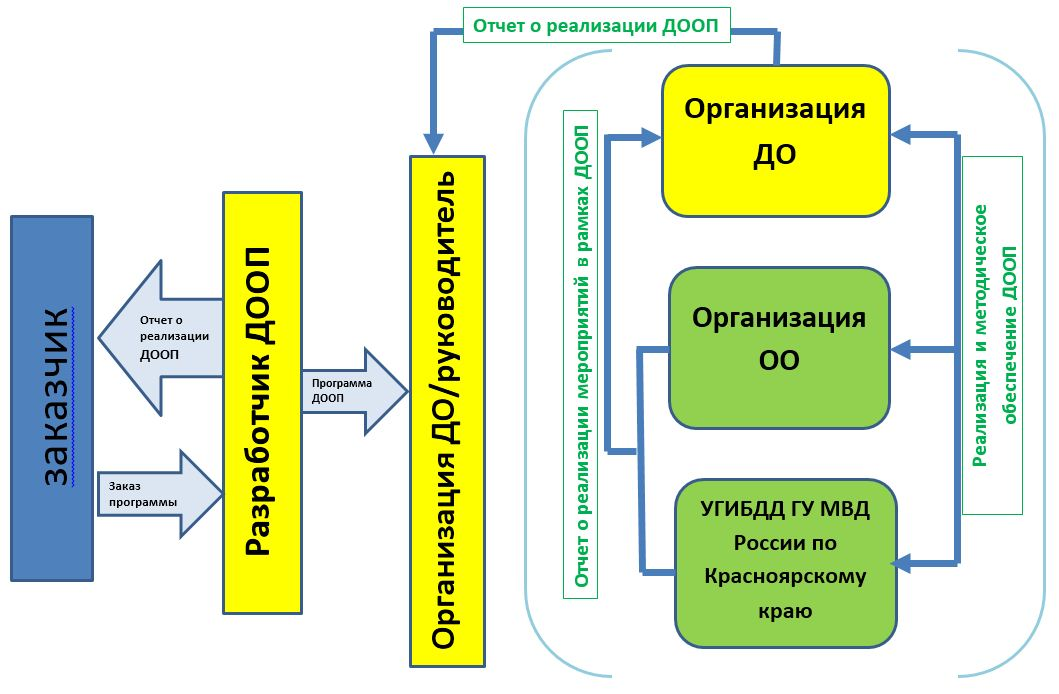 заказчик
Отчет о
реализации
ДООП
Заказ
программы
Разработчик ДООП
Программа
ДООП
Организация ДО/руководитель
Отчет о реализации ДООП
Отчет о реализации мероприятий в рамках ДООП
Организация
ДО
Организация
ОО
УГИБДД ГУ МВД
России по
Красноярскому
краю
Реализация и методическое
обеспечение ДООП